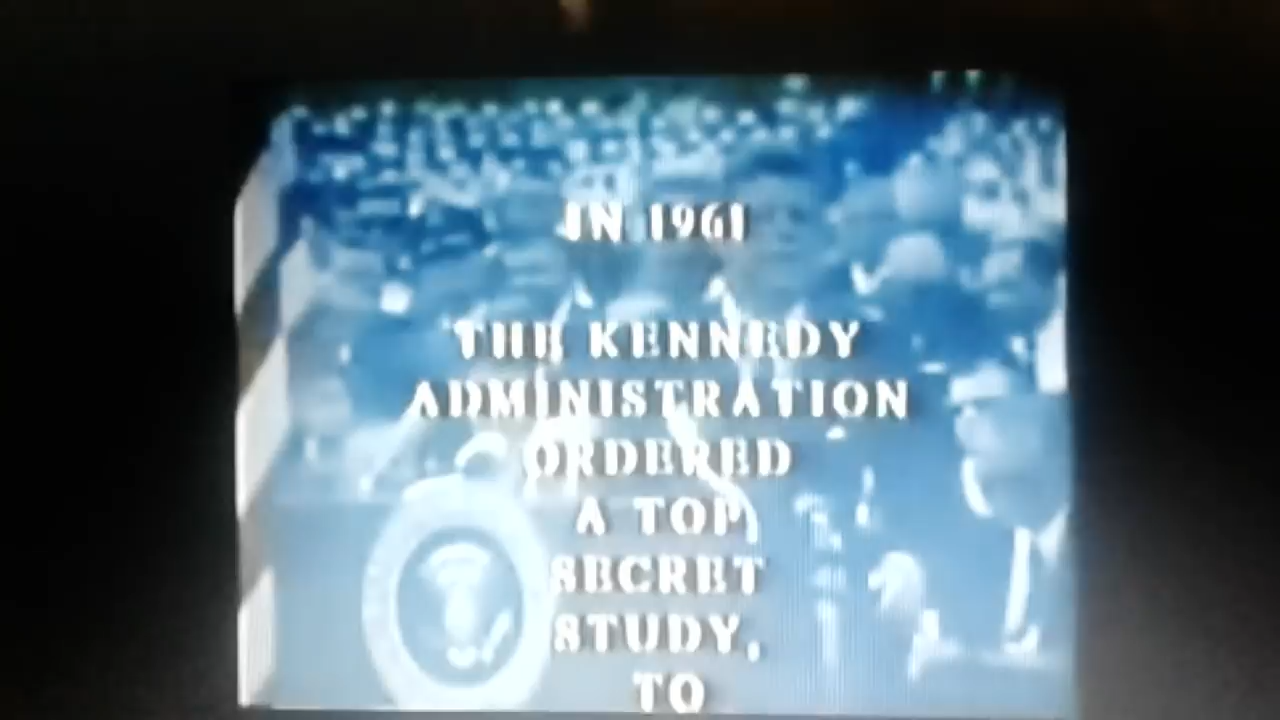 IN 1961
THE KENNEDY
ADMINISTRATION
ORDERED
A TOP
SECRET
STUDY,
TO